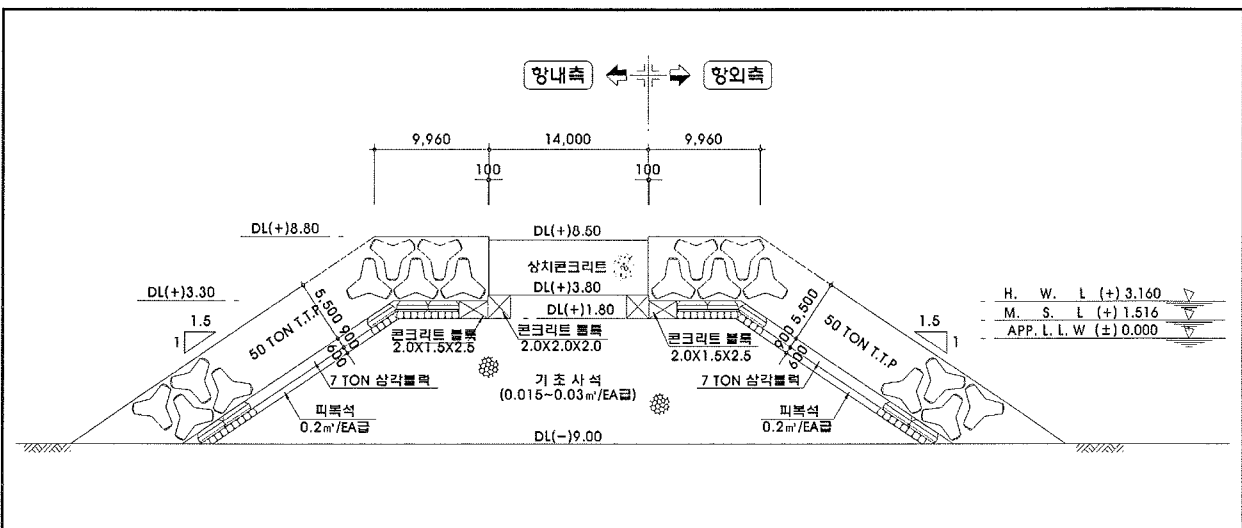 항내측 항외측
9,960 14,000 9,960
100 100
DL(+)8.80
DL(+)8.50
상치콘크리트
DL(+)3.80
DL(+)3.30
DL(+)1.80
H. W. L (+) 3.160
M. S. L (+) 1.516
APP. L. L. W (±) 0.000
1.5
1
1.5
1
5,500
900
600
5,500
900
600
50 TON T.T.P
50 TON T.T.P
콘크리트 블록
2.0X1.5X2.5
콘크리트 블록
2.0X2.0X2.0
콘크리트 블록
2.0X1.5X2.5
7 TON 삼각블럭
7 TON 삼각블럭
기 초 사 석
(0.015~0.03㎥/EA급)
피복석
0.2㎥/EA급
피복석
0.2㎥/EA급
DL(-)9.00